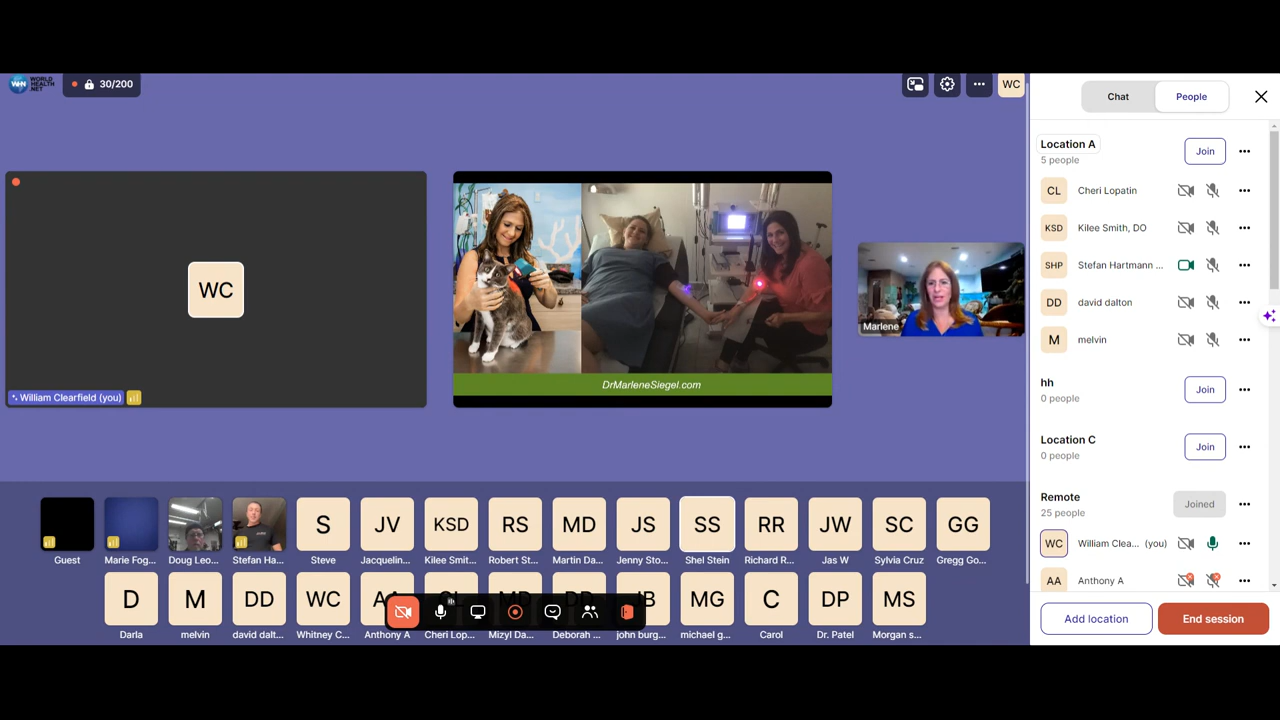 WHN WORLD HEALTH .NET
30/200
WC
Chat
People
Location A
5 people
Join
CL
Cheri Lopatin
KSD
Kilee Smith, DO
SHP
Stefan Hartmann ...
DD
david dalton
M
melvin
hh
0 people
Join
Location C
0 people
Join
Remote
25 people
Joined
WC
William Clea... (you)
AA
Anthony A
Add location
End session
WC
William Clearfield (you)
DrMarleneSiegel.com
Marlene
S
JV
KSD
RS
MD
JS
SS
RR
JW
SC
GG
Guest
Marie Fog...
Doug Leo...
Stefan Ha...
Steve
Jacquelin...
Kilee Smit...
Robert St...
Martin Da...
Jenny Sto...
Shel Stein
Richard R...
Jas W
Sylvia Cruz
Gregg Go...
D
M
DD
WC
MG
C
DP
MS
Darla
melvin
david dalt...
Whitney C...
Anthony A
Cheri Lop...
Mizyl Da...
Deborah ...
john burg...
michael g...
Carol
Dr. Patel
Morgan s...